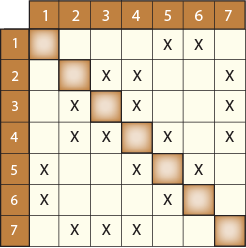 1 2 3 4 5 6 7
1 X X
2 X X X
3 X X X
4 X X X X
5 X X X
6 X X
7 X X X